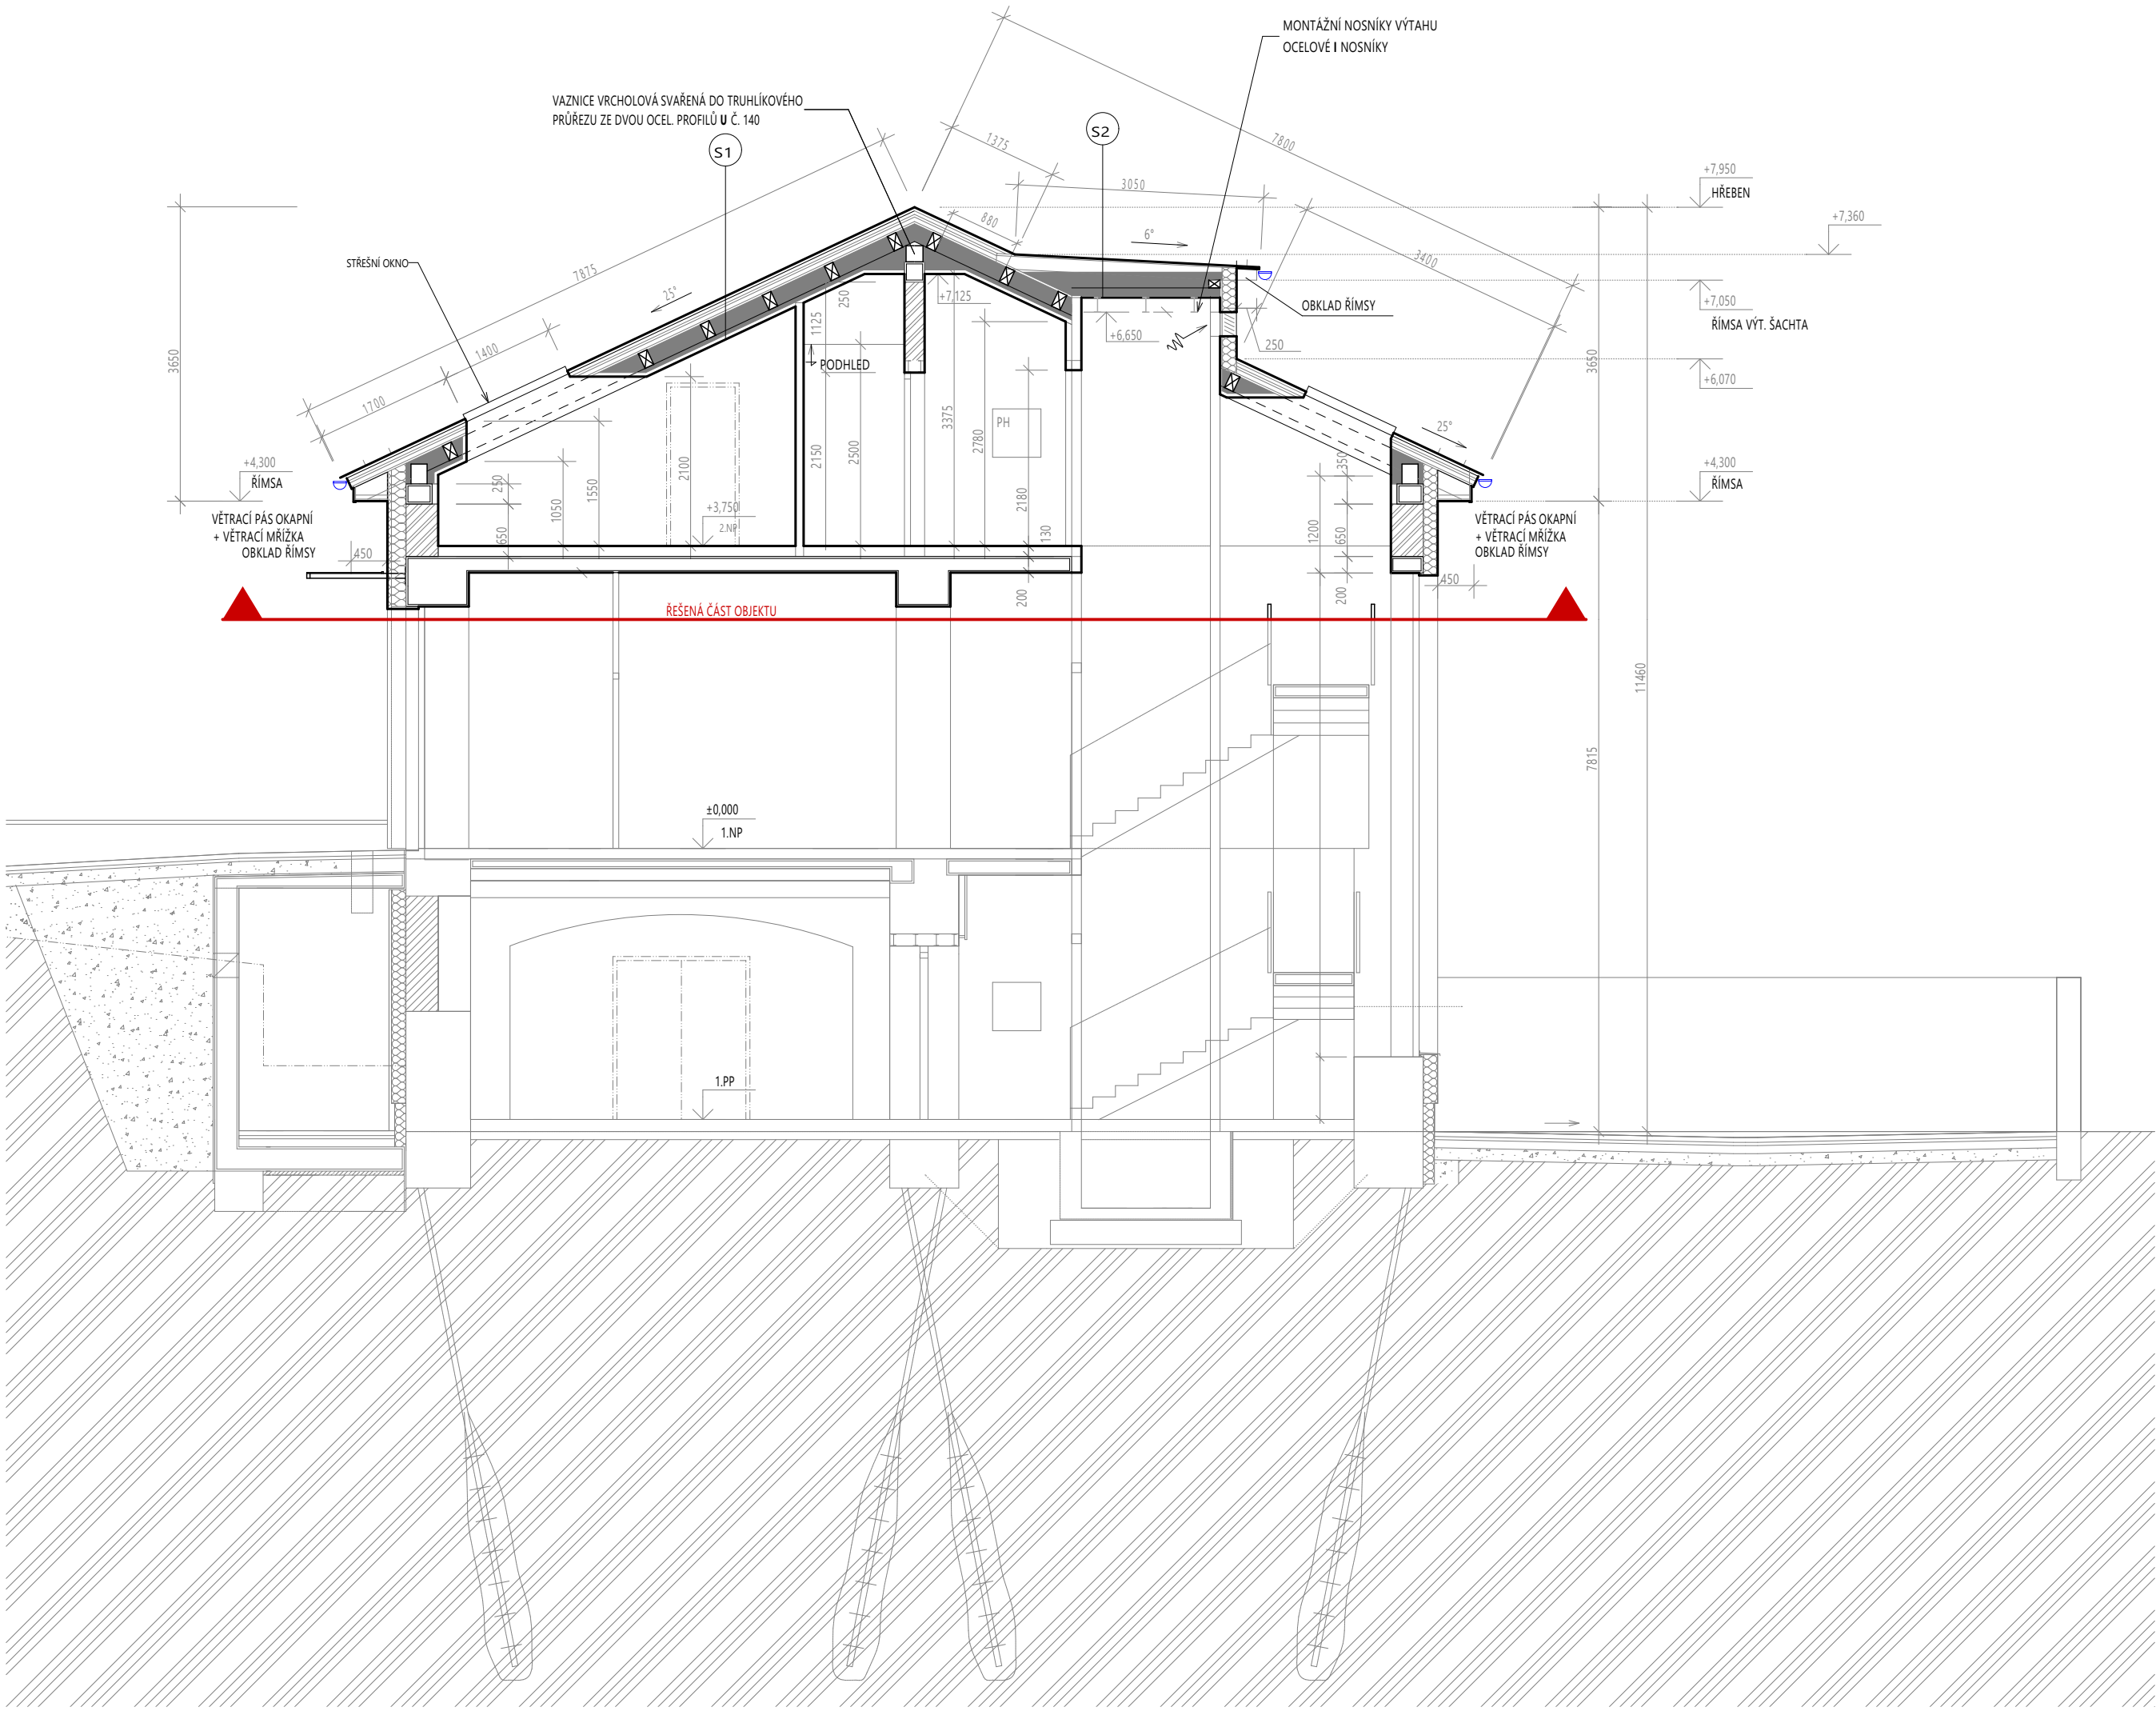 MONTÁŽNÍ NOSNÍKY VÝTAHU
OCELOVÉ I NOSNÍKY
VAZNICE VRCHOLOVÁ SVAŘENÁ DO TRUHLÍKOVÉHO
PRŮŘEZU ZE DVOU OCEL. PROFILŮ U Č. 140
S1
S2
1375
7800
3050
880
6°
3400
+7,950
HŘEBEN
+7,360
STŘEŠNÍ OKNO
7875
25°
1400
1700
3650
250
1125
+7,125
+6,650
OBKLAD ŘÍMSY
250
+7,050
ŘÍMSA VÝT. ŠACHTA
3650
+6,070
PODHLED
PH
25°
+4,300
ŘÍMSA
+4,300
ŘÍMSA
250
650
1050
1550
2100
2150
2500
3375
2780
2180
130
200
1200
350
650
200
+3,750
2.NP
VĚTRACÍ PÁS OKAPNÍ
+ VĚTRACÍ MŘÍŽKA
OBKLAD ŘÍMSY
450
VĚTRACÍ PÁS OKAPNÍ
+ VĚTRACÍ MŘÍŽKA
OBKLAD ŘÍMSY
450
ŘEŠENÁ ČÁST OBJEKTU
11460
7815
±0,000
1.NP
1.PP